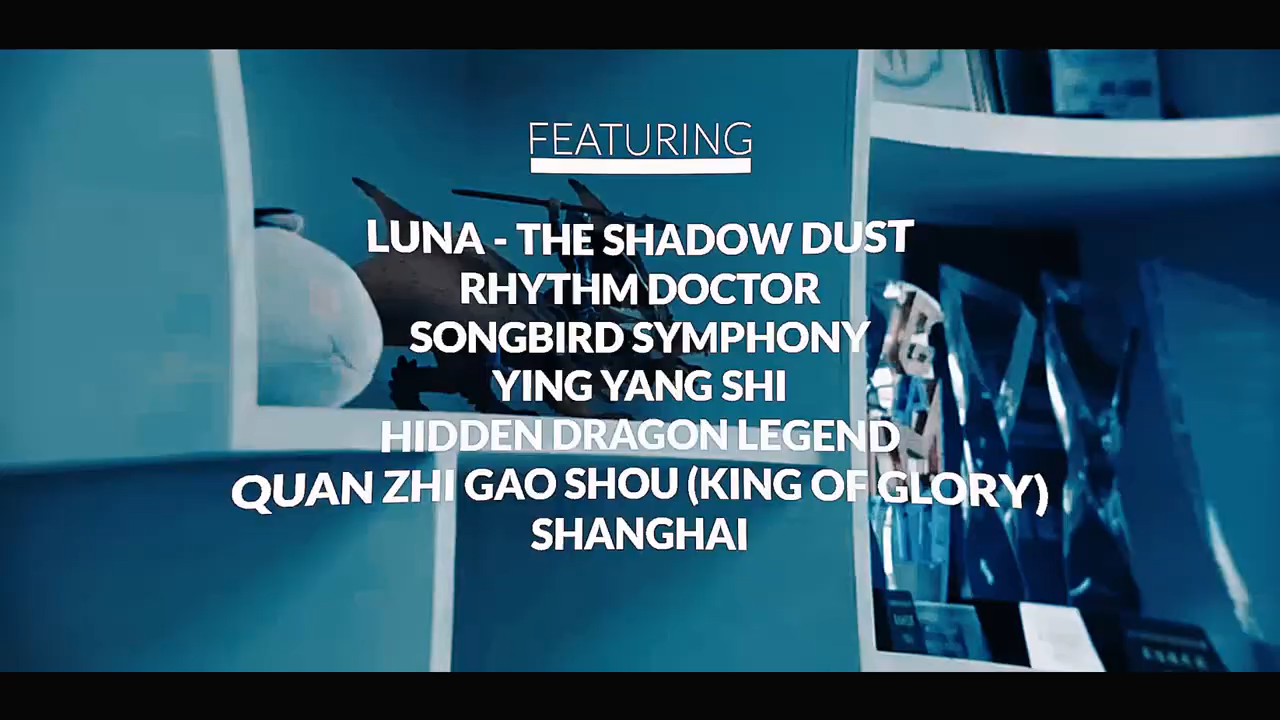 FEATURING
LUNA - THE SHADOW DUST
RHYTHM DOCTOR
SONGBIRD SYMPHONY
YING YANG SHI
HIDDEN DRAGON LEGEND
QUAN ZHI GAO SHOU (KING OF GLORY)
SHANGHAI